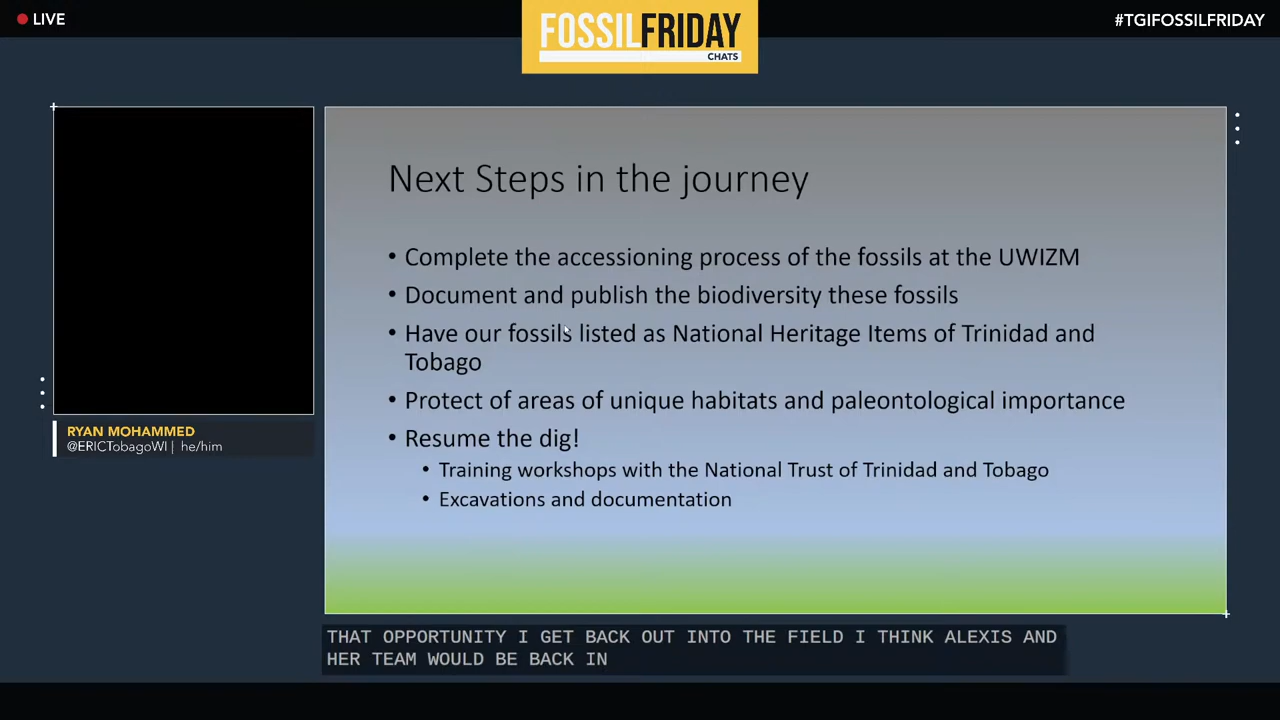 LIVE
FOSSILFRIDAY
CHATS
#TGIFOSSILFRIDAY
Next Steps in the journey
• Complete the accessioning process of the fossils at the UWIZM
• Document and publish the biodiversity these fossils
• Have our fossils listed as National Heritage Items of Trinidad and
Tobago
• Protect of areas of unique habitats and paleontological importance
• Resume the dig!
• Training workshops with the National Trust of Trinidad and Tobago
• Excavations and documentation
RYAN MOHAMMED
@ERICTobagoWI | he/him
THAT OPPORTUNITY I GET BACK OUT INTO THE FIELD I THINK ALEXIS AND
HER TEAM WOULD BE BACK IN